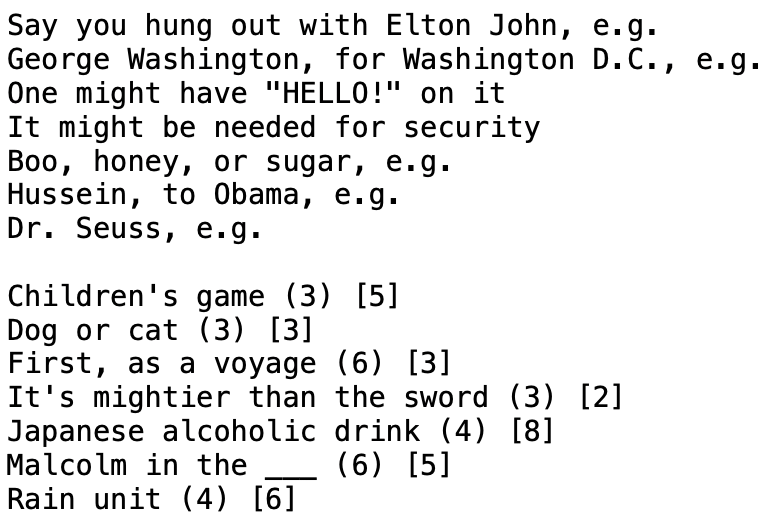 Say you hung out with Elton John, e.g.
George Washington, for Washington D.C., e.g.
One might have "HELLO!" on it
It might be needed for security
Boo, honey, or sugar, e.g.
Hussein, to Obama, e.g.
Dr. Seuss, e.g.

Children's game (3) [5]
Dog or cat (3) [3]
First, as a voyage (6) [3]
It's mightier than the sword (3) [2]
Japanese alcoholic drink (4) [8]
Malcolm in the ___ (6) [5]
Rain unit (4) [6]